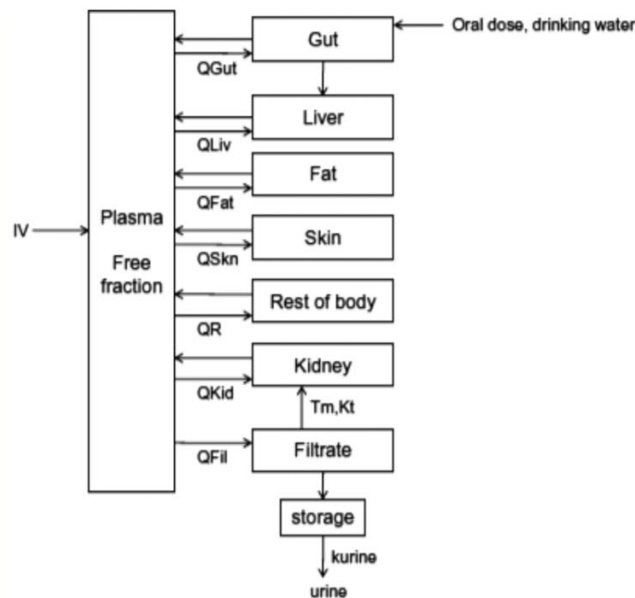 Gut
Oral dose, drinking water
QGut
Liver
QLiv
Fat
QFat
Plasma
Free
fraction
IV
Skin
QSkn
Rest of body
QR
Kidney
QKid
Tm,Kt
Filtrate
QFil
storage
kurine
urine